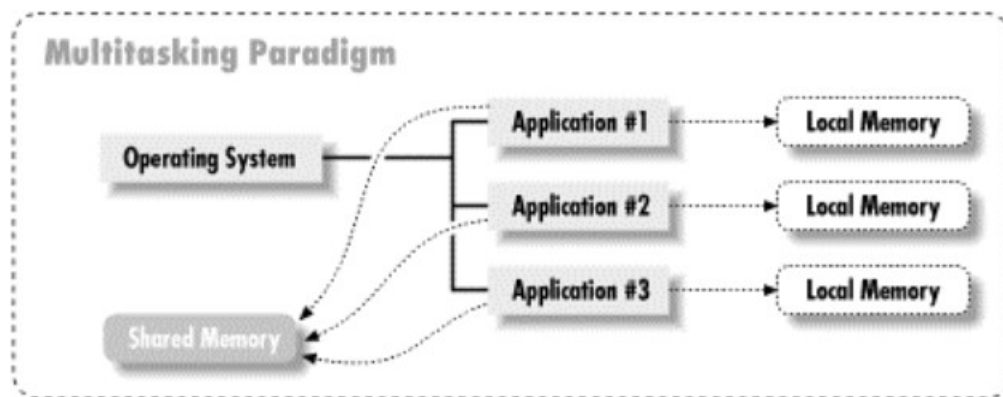 Multitasking Paradigm
Application #1
Local Memory
Operating System
Application #2
Local Memory
Application #3
Local Memory
Shared Memory